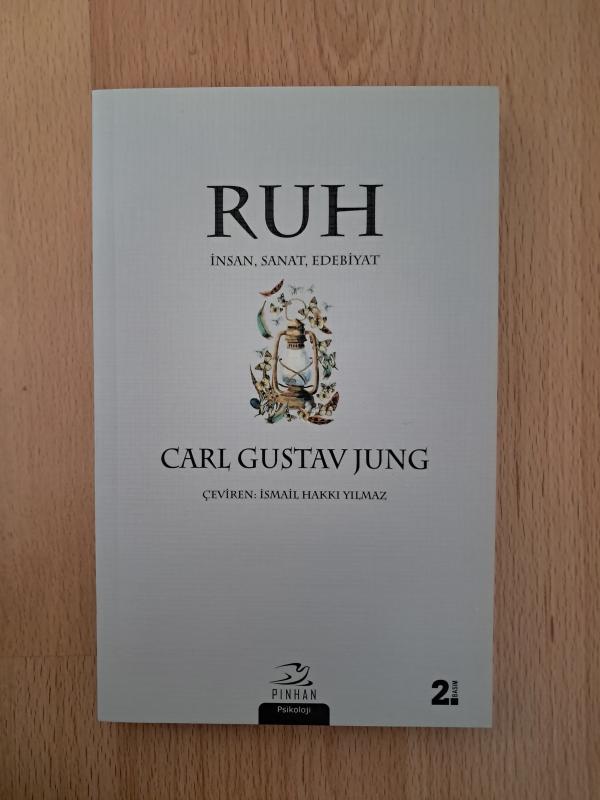 RUH
İNSAN, SANAT, EDEBİYAT
CARL GUSTAV JUNG
ÇEVİREN: İSMAİL HAKKI YILMAZ
PINHAN
Psikoloji
2. BASIM